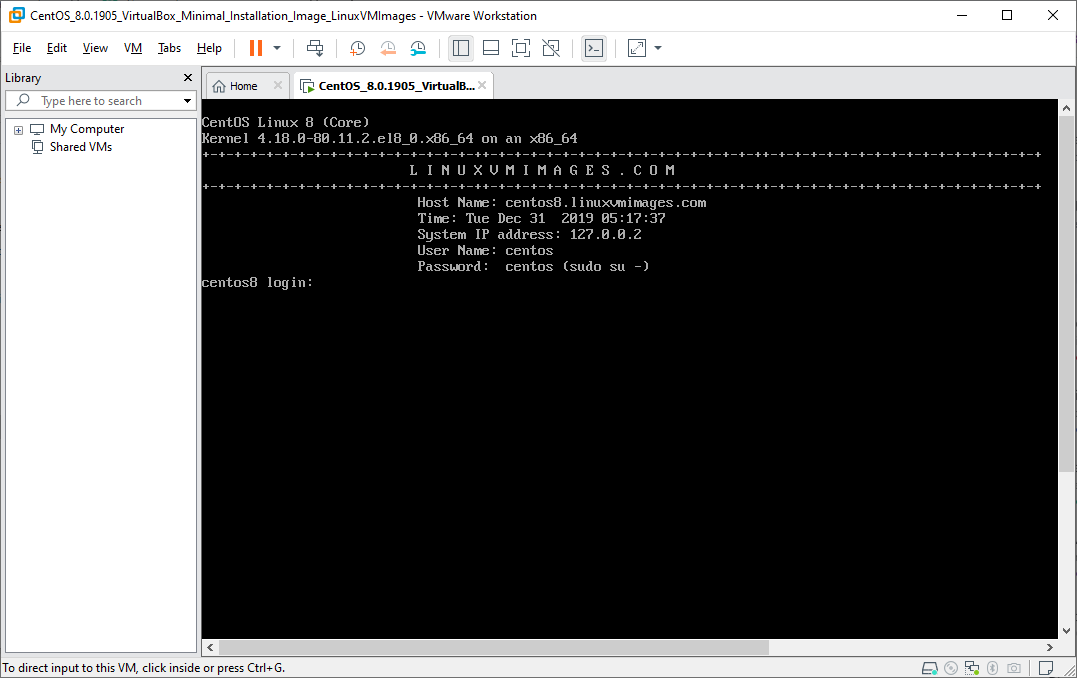 CentOS_8.0.1905_VirtualBox_Minimal_Installation_Image_LinuxVMImages - VMware Workstation
File Edit View VM Tabs Help
Library
Type here to search
My Computer
Shared VMs
Home
CentOS_8.0.1905_VirtualB...
CentOS Linux 8 (Core)
Kernel 4.18.0-80.11.2.el8_0.x86_64 on an x86_64
L I N U X V M I M A G E S . C O M
Host Name: centos8.linuxvmimages.com
Time: Tue Dec 31  2019 05:17:37
System IP address: 127.0.0.2
User Name: centos
Password:  centos (sudo su -)
centos8 login:
To direct input to this VM, click inside or press Ctrl+G.